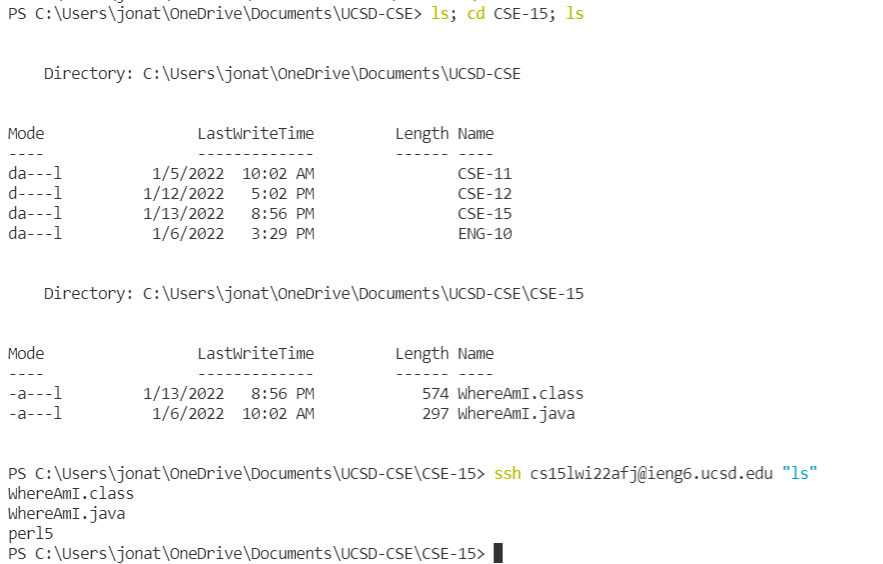 PS C:\Users\jonat\OneDrive\Documents\UCSD-CSE> ls; cd CSE-15; ls
Directory: C:\Users\jonat\OneDrive\Documents\UCSD-CSE
Mode                 LastWriteTime         Length Name
----                 -------------         ------ ----
da---l          1/5/2022  10:02 AM                CSE-11
d----l         1/12/2022   5:02 PM                CSE-12
da---l         1/13/2022   8:56 PM                CSE-15
da---l          1/6/2022   3:29 PM                ENG-10
Directory: C:\Users\jonat\OneDrive\Documents\UCSD-CSE\CSE-15
Mode                 LastWriteTime         Length Name
----                 -------------         ------ ----
-a---l         1/13/2022   8:56 PM            574 WhereAmI.class
-a---l          1/6/2022  10:02 AM            297 WhereAmI.java
PS C:\Users\jonat\OneDrive\Documents\UCSD-CSE\CSE-15> ssh cs15lwi22afj@ieng6.ucsd.edu "ls"
WhereAmI.class
WhereAmI.java
perl5
PS C:\Users\jonat\OneDrive\Documents\UCSD-CSE\CSE-15>